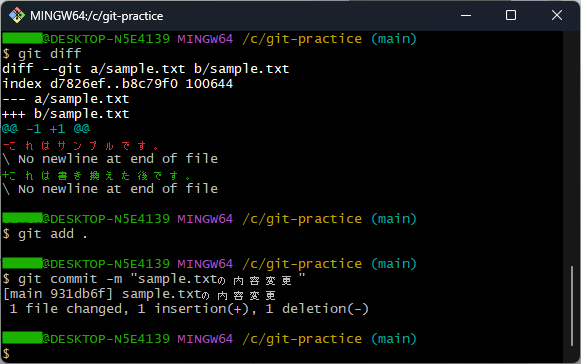 MINGW64:/c/git-practice
@DESKTOP-N5E4139 MINGW64 /c/git-practice (main)
$ git diff
diff --git a/sample.txt b/sample.txt
index d7826ef..b8c79f0 100644
--- a/sample.txt
+++ b/sample.txt
@@ -1 +1 @@
-これはサンプルです。
\ No newline at end of file
+これは書き換えた後です。
\ No newline at end of file
@DESKTOP-N5E4139 MINGW64 /c/git-practice (main)
$ git add .
@DESKTOP-N5E4139 MINGW64 /c/git-practice (main)
$ git commit -m "sample.txtの内容変更"
[main 931db6f] sample.txtの内容変更
1 file changed, 1 insertion(+), 1 deletion(-)
@DESKTOP-N5E4139 MINGW64 /c/git-practice (main)
$